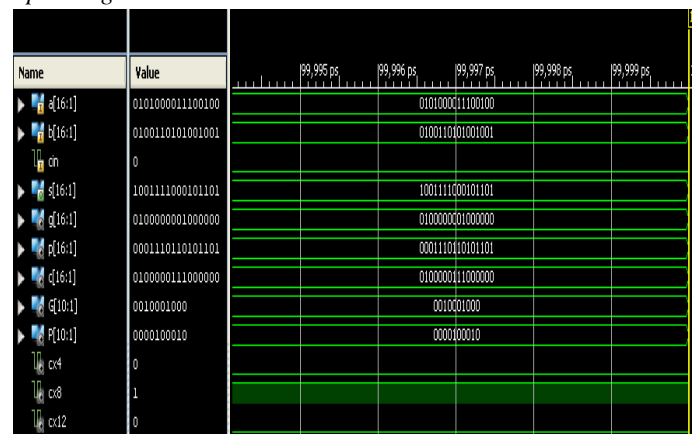 Name Value 99,995 ps 99,996 ps 99,997 ps 99,998 ps 99,999 ps
a[16:1] 0101000011100100 0101000011100100
b[16:1] 0100110101001001 0100110101001001
cin 0
s[16:1] 1001111000101101 1001111000101101
g[16:1] 0100000001000000 0100000001000000
p[16:1] 0001110110101101 0001110110101101
c[16:1] 0100000111000000 0100000111000000
G[10:1] 0010001000 0010001000
P[10:1] 0000100010 0000100010
cx4 0
cx8 1
cx12 0